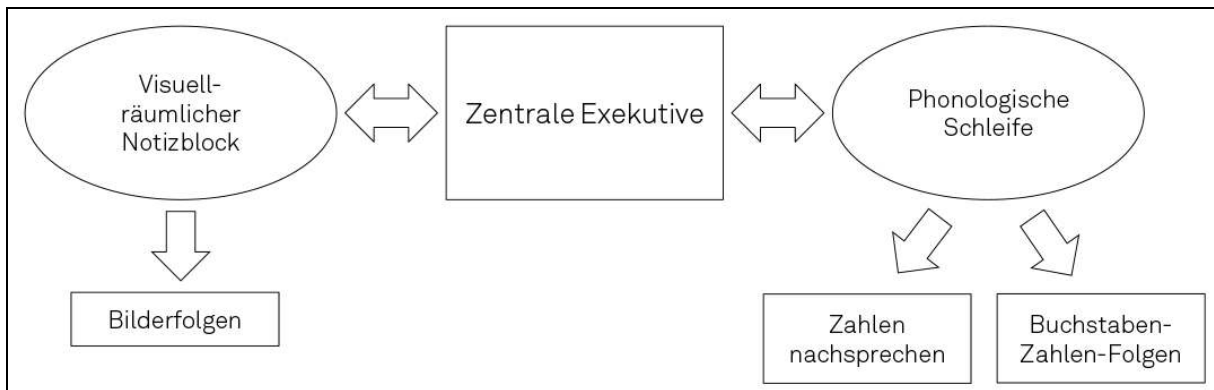 Visuell-
räumlicher
Notizblock
Zentrale Exekutive
Phonologische
Schleife
Bilderfolgen
Zahlen
nachsprechen
Buchstaben-
Zahlen-Folgen